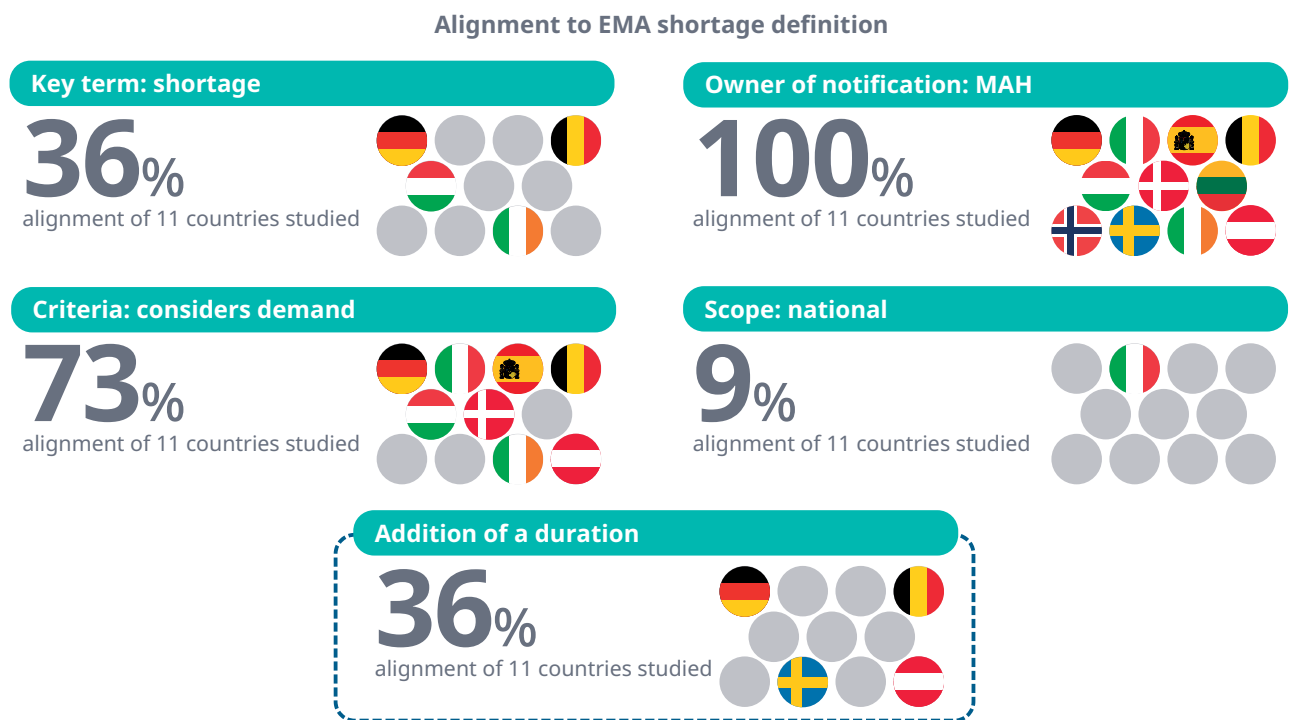 Alignment to EMA shortage definition
Key term: shortage
36%
alignment of 11 countries studied
Owner of notification: MAH
100%
alignment of 11 countries studied
Criteria: considers demand
73%
alignment of 11 countries studied
Scope: national
9%
alignment of 11 countries studied
Addition of a duration
36%
alignment of 11 countries studied